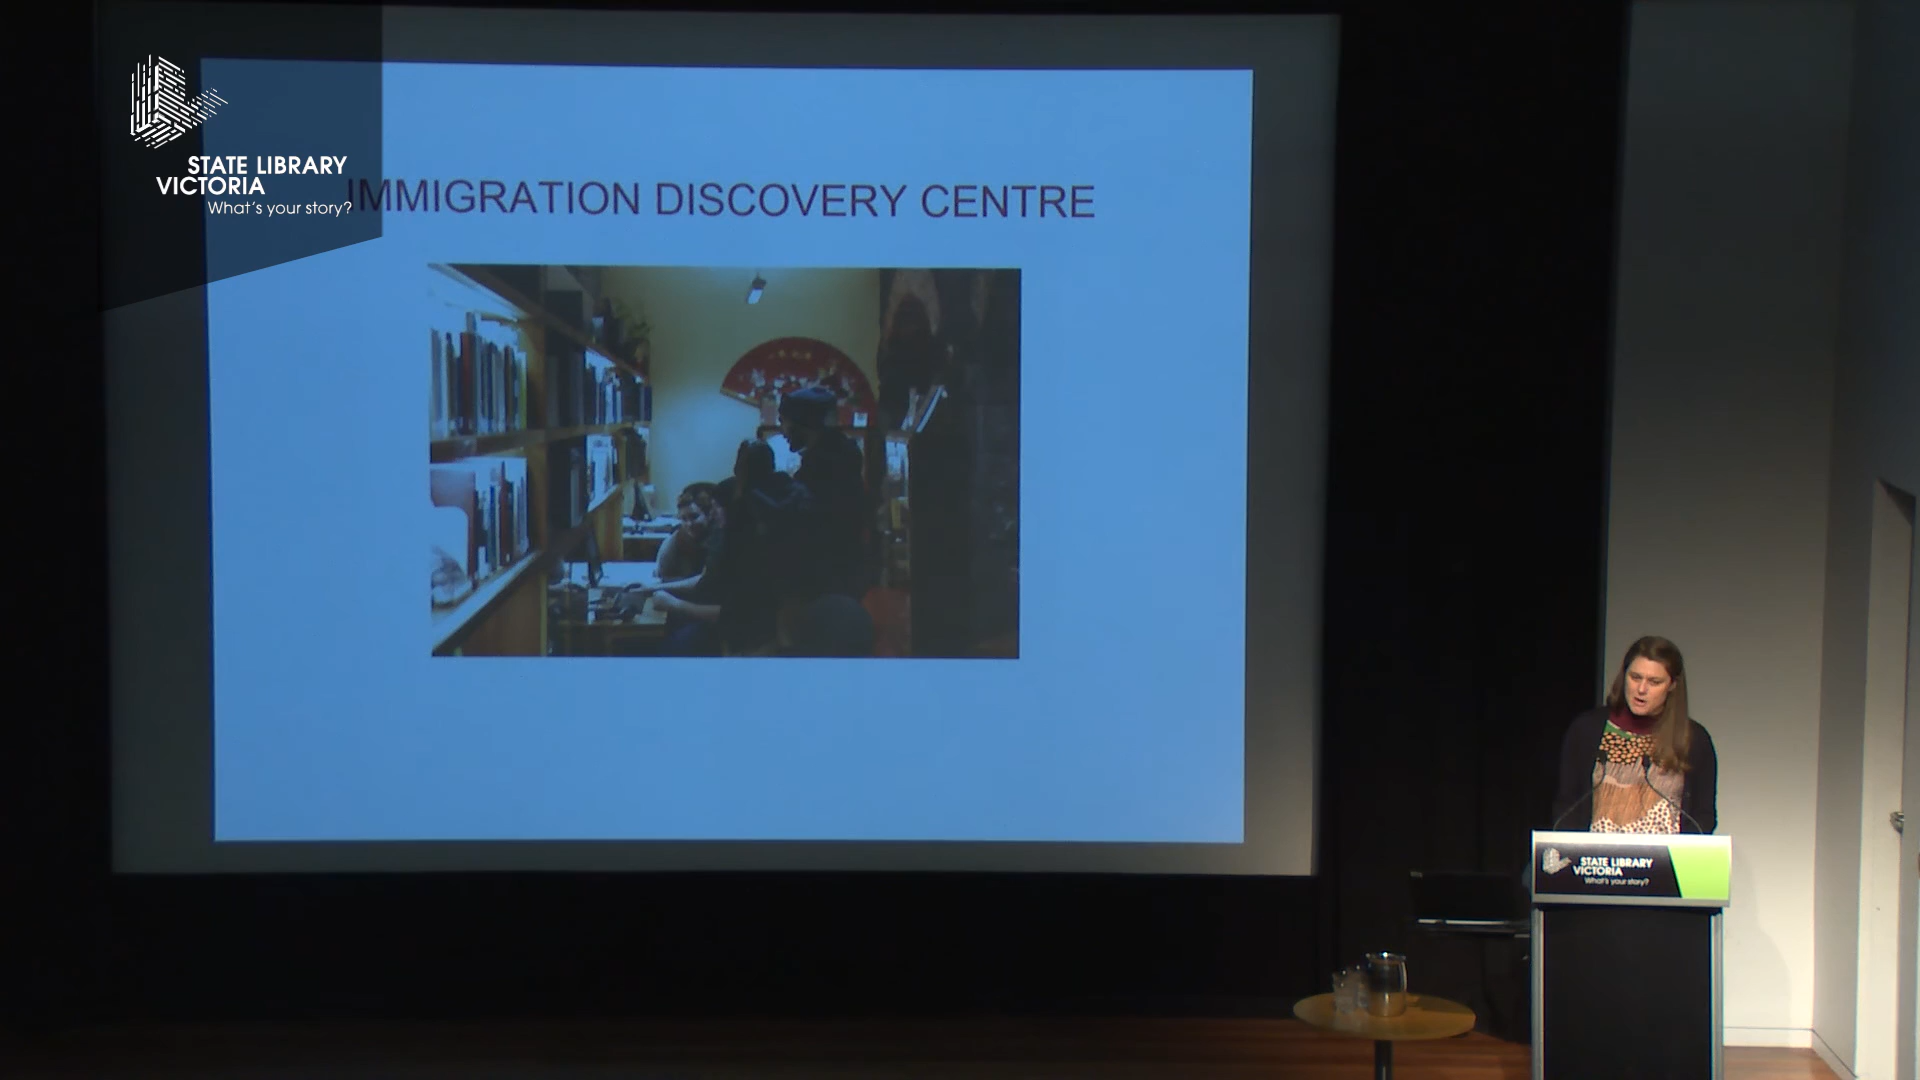 STATE LIBRARY
VICTORIA
What's your story?
IMMIGRATION DISCOVERY CENTRE
STATE LIBRARY
VICTORIA
What's your story?